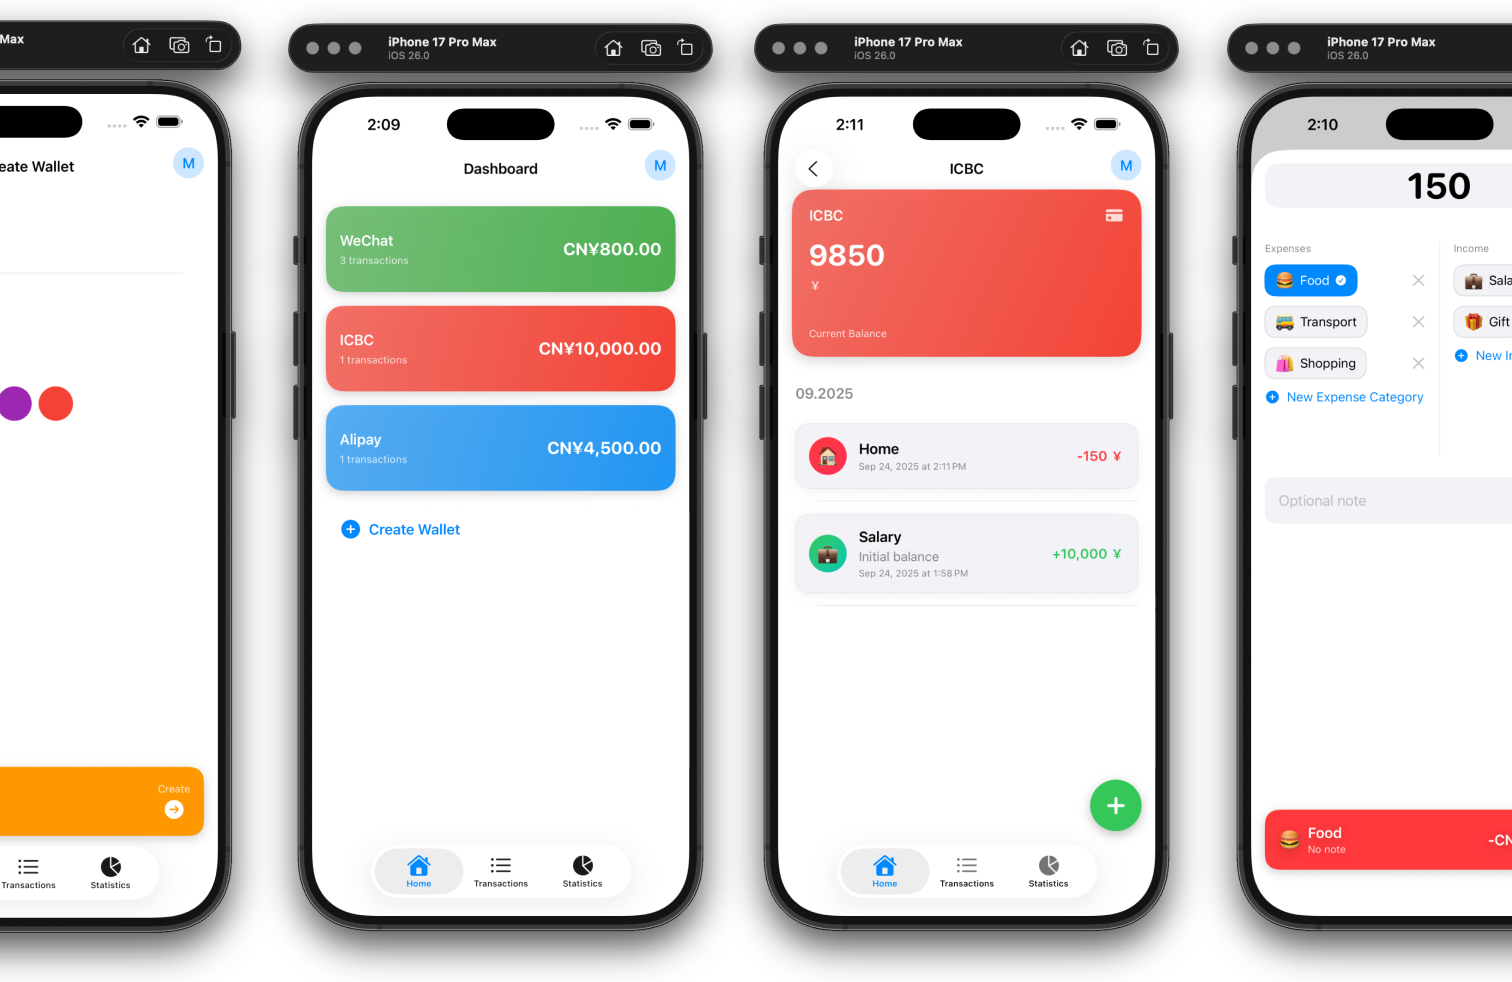 Max
eate Wallet
M
Create
Transactions
Statistics
iPhone 17 Pro Max
iOS 26.0
2:09
Dashboard
M
WeChat
3 transactions
CN¥800.00
ICBC
1 transactions
CN¥10,000.00
Alipay
1 transactions
CN¥4,500.00
Create Wallet
Home
Transactions
Statistics
iPhone 17 Pro Max
iOS 26.0
2:11
ICBC
M
ICBC
9850
¥
Current Balance
09.2025
Home
Sep 24, 2025 at 2:11 PM
-150 ¥
Salary
Initial balance
Sep 24, 2025 at 1:58 PM
+10,000 ¥
Home
Transactions
Statistics
iPhone 17 Pro Max
iOS 26.0
2:10
150
Expenses
Food
Transport
Shopping
New Expense Category
Income
Sala
Gift
New I
Optional note
Food
No note
-CN